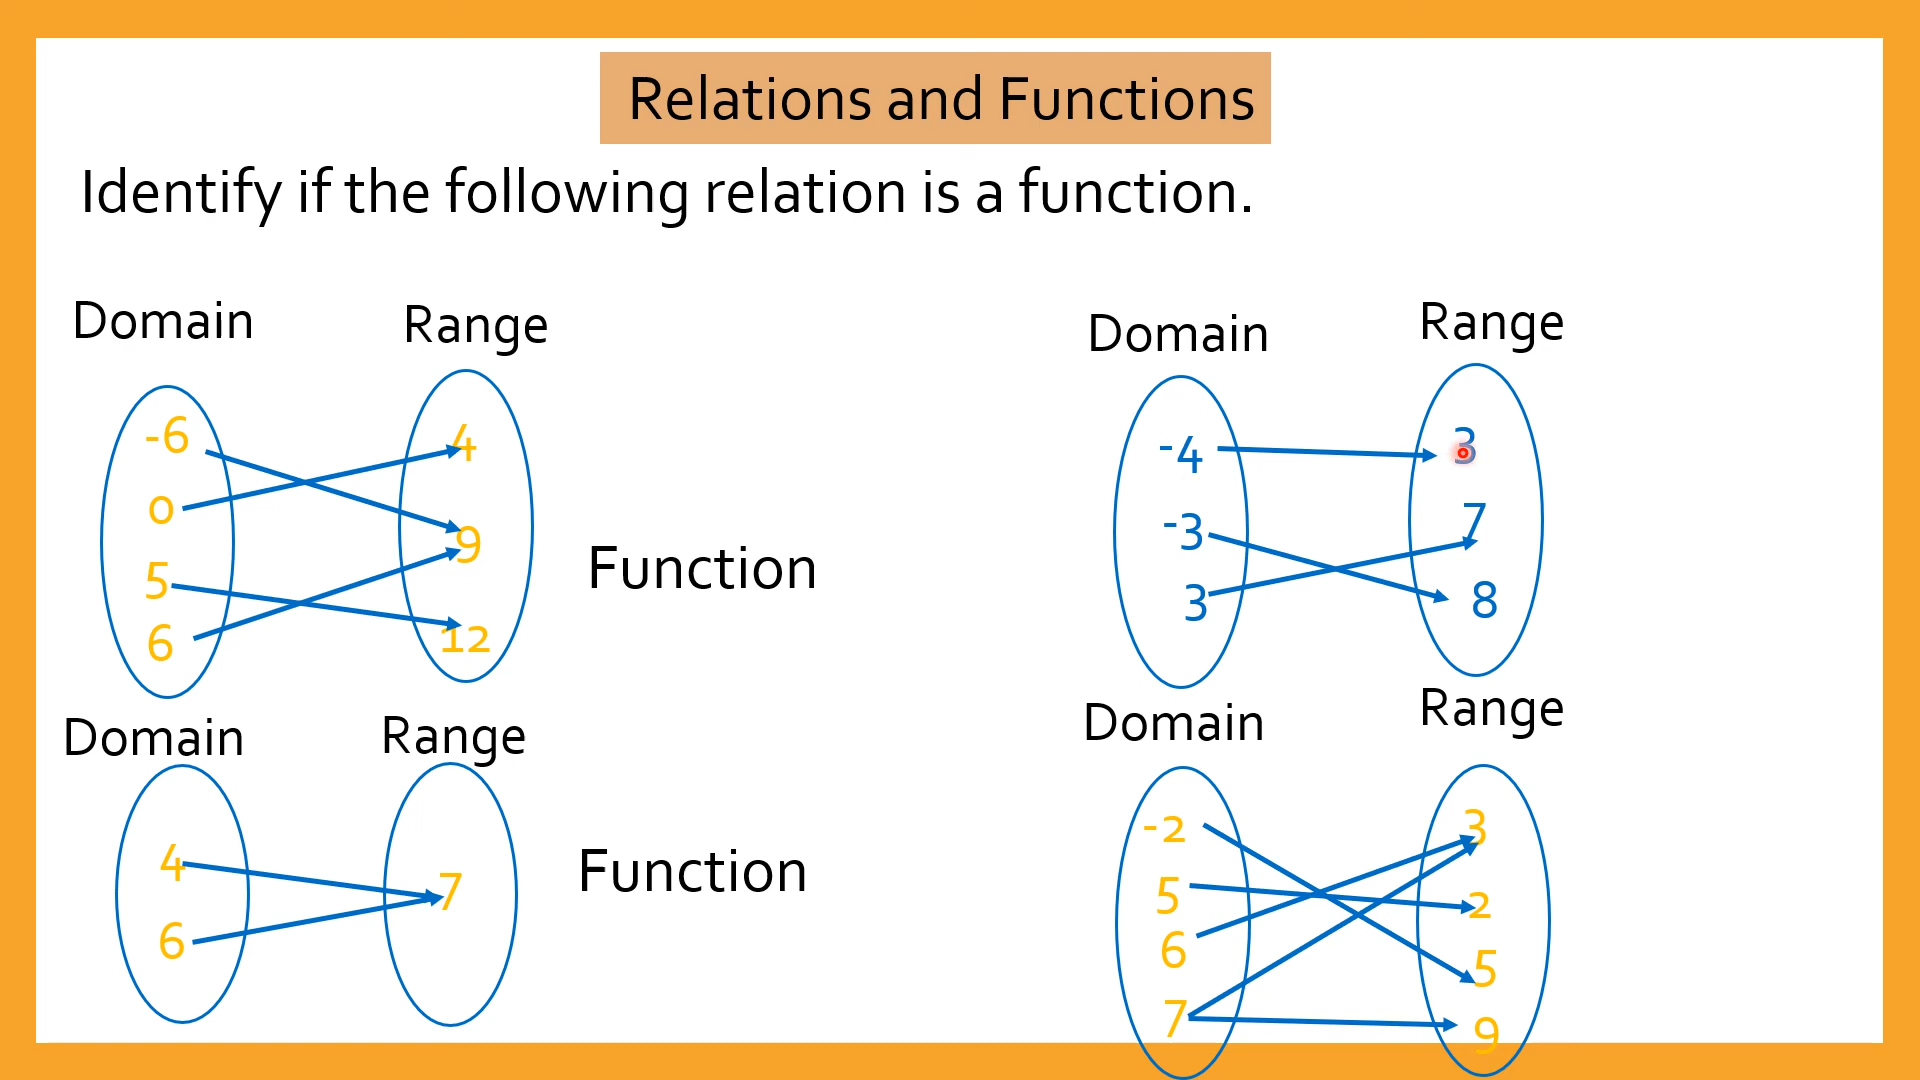 Relations and Functions
Identify if the following relation is a function.
Domain
Range
-6
0
5
6
4
9
12
Function
Domain
Range
-4
-3
3
3
7
8
Domain
Range
4
6
7
Function
Domain
Range
-2
5
6
7
3
2
5
9